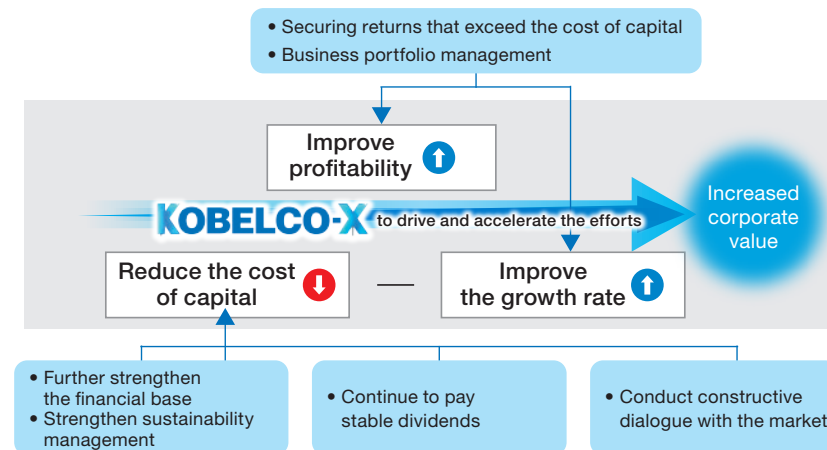 • Securing returns that exceed the cost of capital
• Business portfolio management
Improve
profitability
KOBELCO-X to drive and accelerate the efforts
Increased
corporate
value
Reduce the cost
of capital
—
Improve
the growth rate
• Further strengthen
the financial base
• Strengthen sustainability
management
• Continue to pay
stable dividends
• Conduct constructive
dialogue with the market